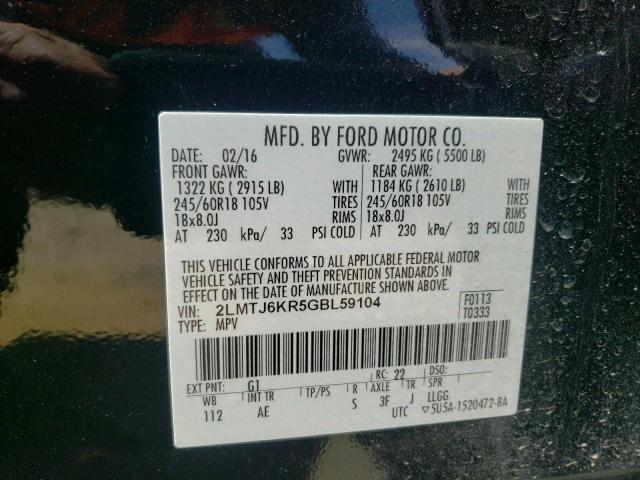 MFD. BY FORD MOTOR CO.
DATE: 02/16 GVWR: 2495 KG ( 5500 LB)
FRONT GAWR: REAR GAWR:
1322 KG ( 2915 LB) WITH 1184 KG ( 2610 LB) WITH
245/60R18 105V TIRES 245/60R18 105V TIRES
18x8.0J RIMS 18x8.0J RIMS
AT 230 kPa/ 33 PSI COLD AT 230 kPa/ 33 PSI COLD
THIS VEHICLE CONFORMS TO ALL APPLICABLE FEDERAL MOTOR
VEHICLE SAFETY AND THEFT PREVENTION STANDARDS IN
EFFECT ON THE DATE OF MANUFACTURE SHOWN ABOVE.
VIN: 2LMTJ6KR5GBL59104 F0113
TYPE: MPV T0333
EXT PNT: G1 RC: 22 DSO:
WB INT TR TP/PS R AXLE TR SPR
112 AE S 3F J LLGG
UTC ▽5U5A-1520472-BA